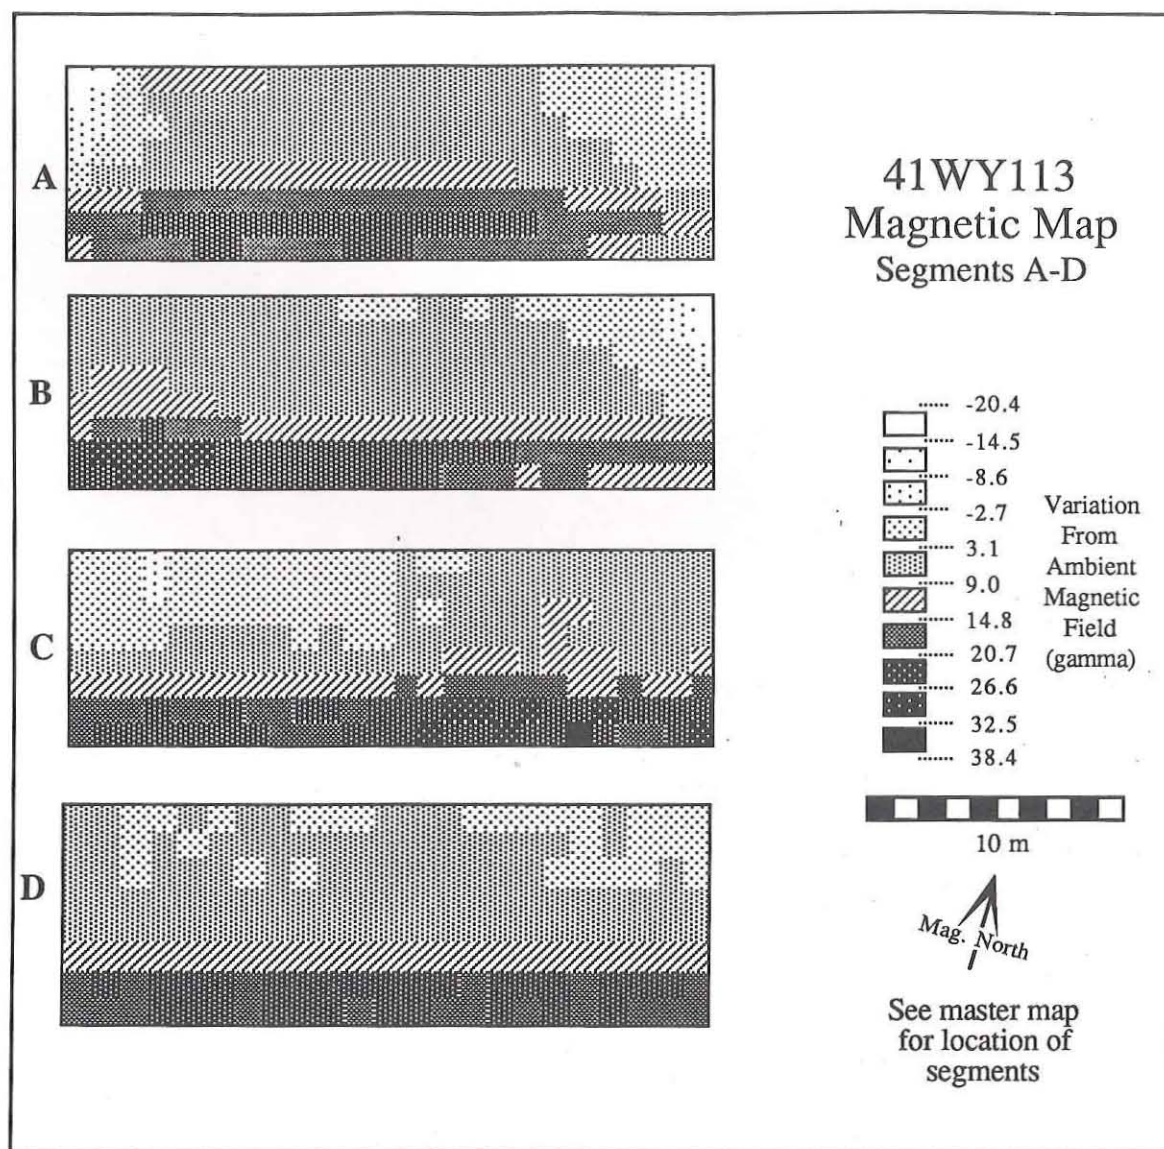 41WY113
Magnetic Map
Segments A-D
A
B
C
D
-20.4
-14.5
-8.6
-2.7
3.1
9.0
14.8
20.7
26.6
32.5
38.4
Variation
From
Ambient
Magnetic
Field
(gamma)
10 m
Mag. North
See master map
for location of
segments